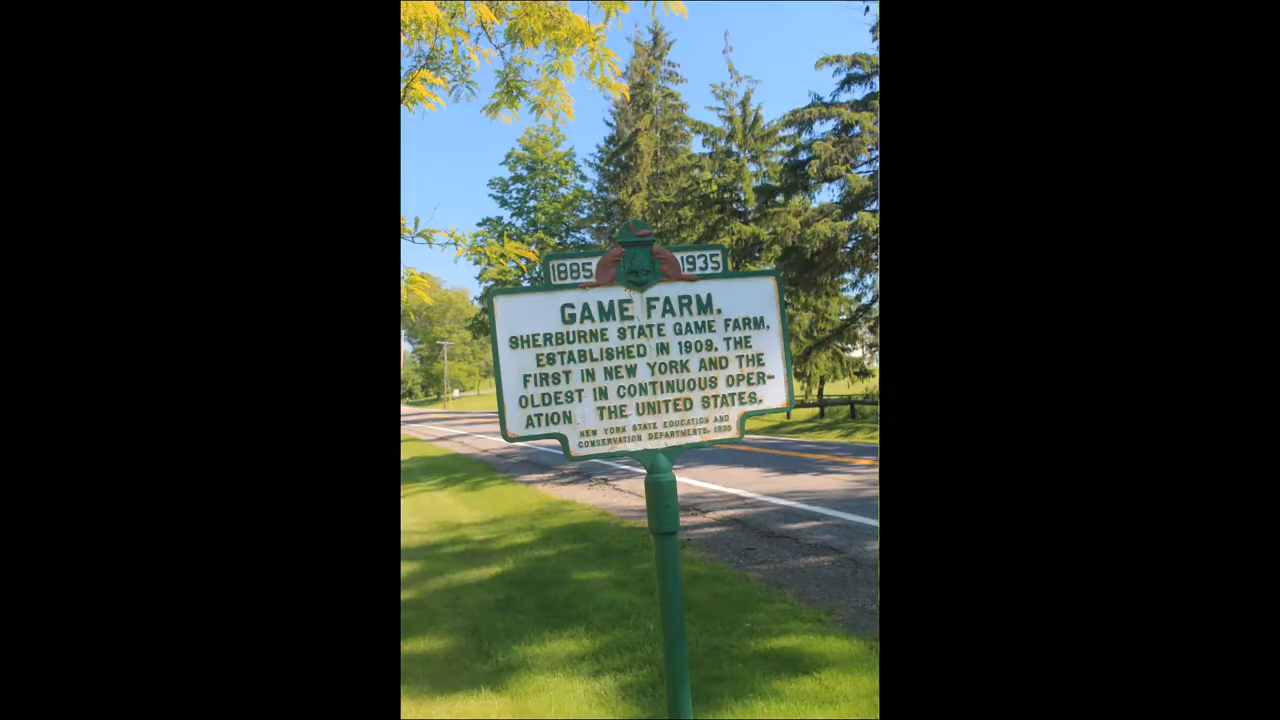 1885 1935
GAME FARM.
SHERBURNE STATE GAME FARM,
ESTABLISHED IN 1909. THE
FIRST IN NEW YORK AND THE
OLDEST IN CONTINUOUS OPER-
ATION THE UNITED STATES.
NEW YORK STATE EDUCATION AND
CONSERVATION DEPARTMENTS, 1935